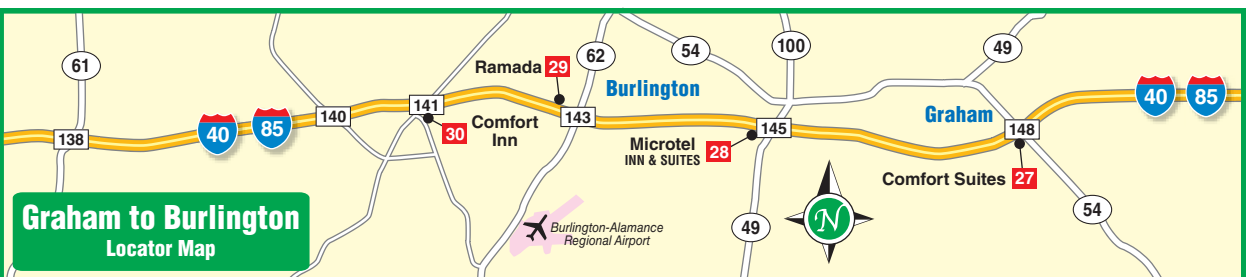 61
62
54
100
49
Ramada 29
Burlington
40
85
141
Graham
140
143
40
85
138
30 Comfort
Inn
Microtel
INN & SUITES
28
145
148
Comfort Suites 27
Graham to Burlington
Locator Map
Burlington-Alamance
Regional Airport
49
N
54